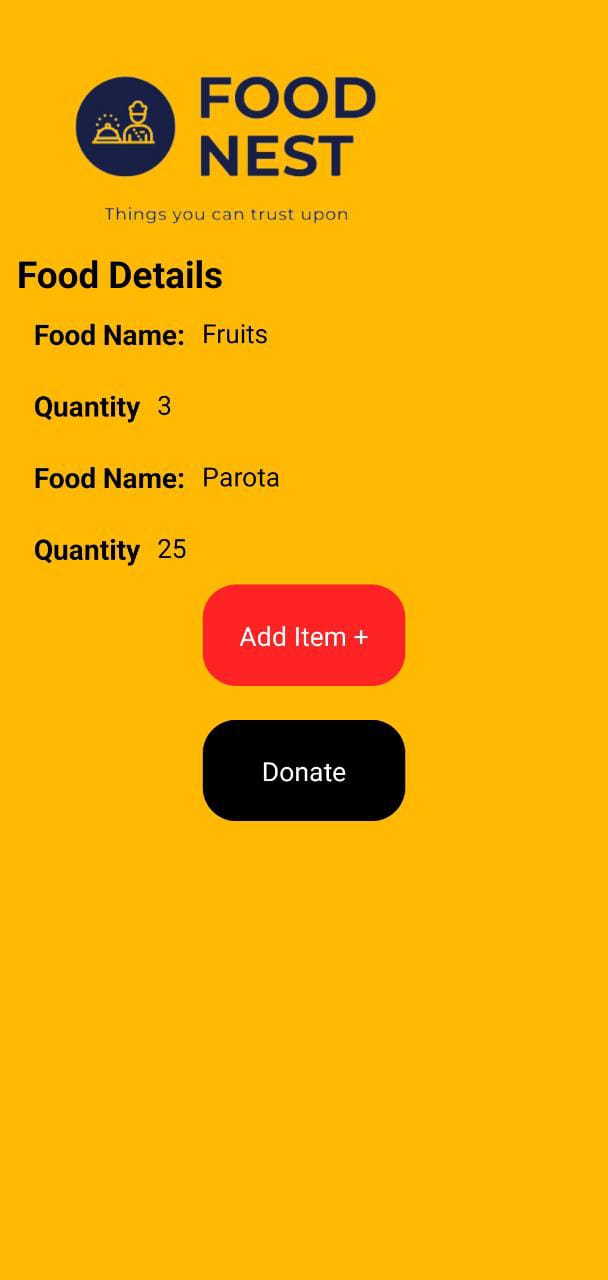 FOOD
NEST
Things you can trust upon
Food Details
Food Name: Fruits
Quantity 3
Food Name: Parota
Quantity 25
Add Item +
Donate